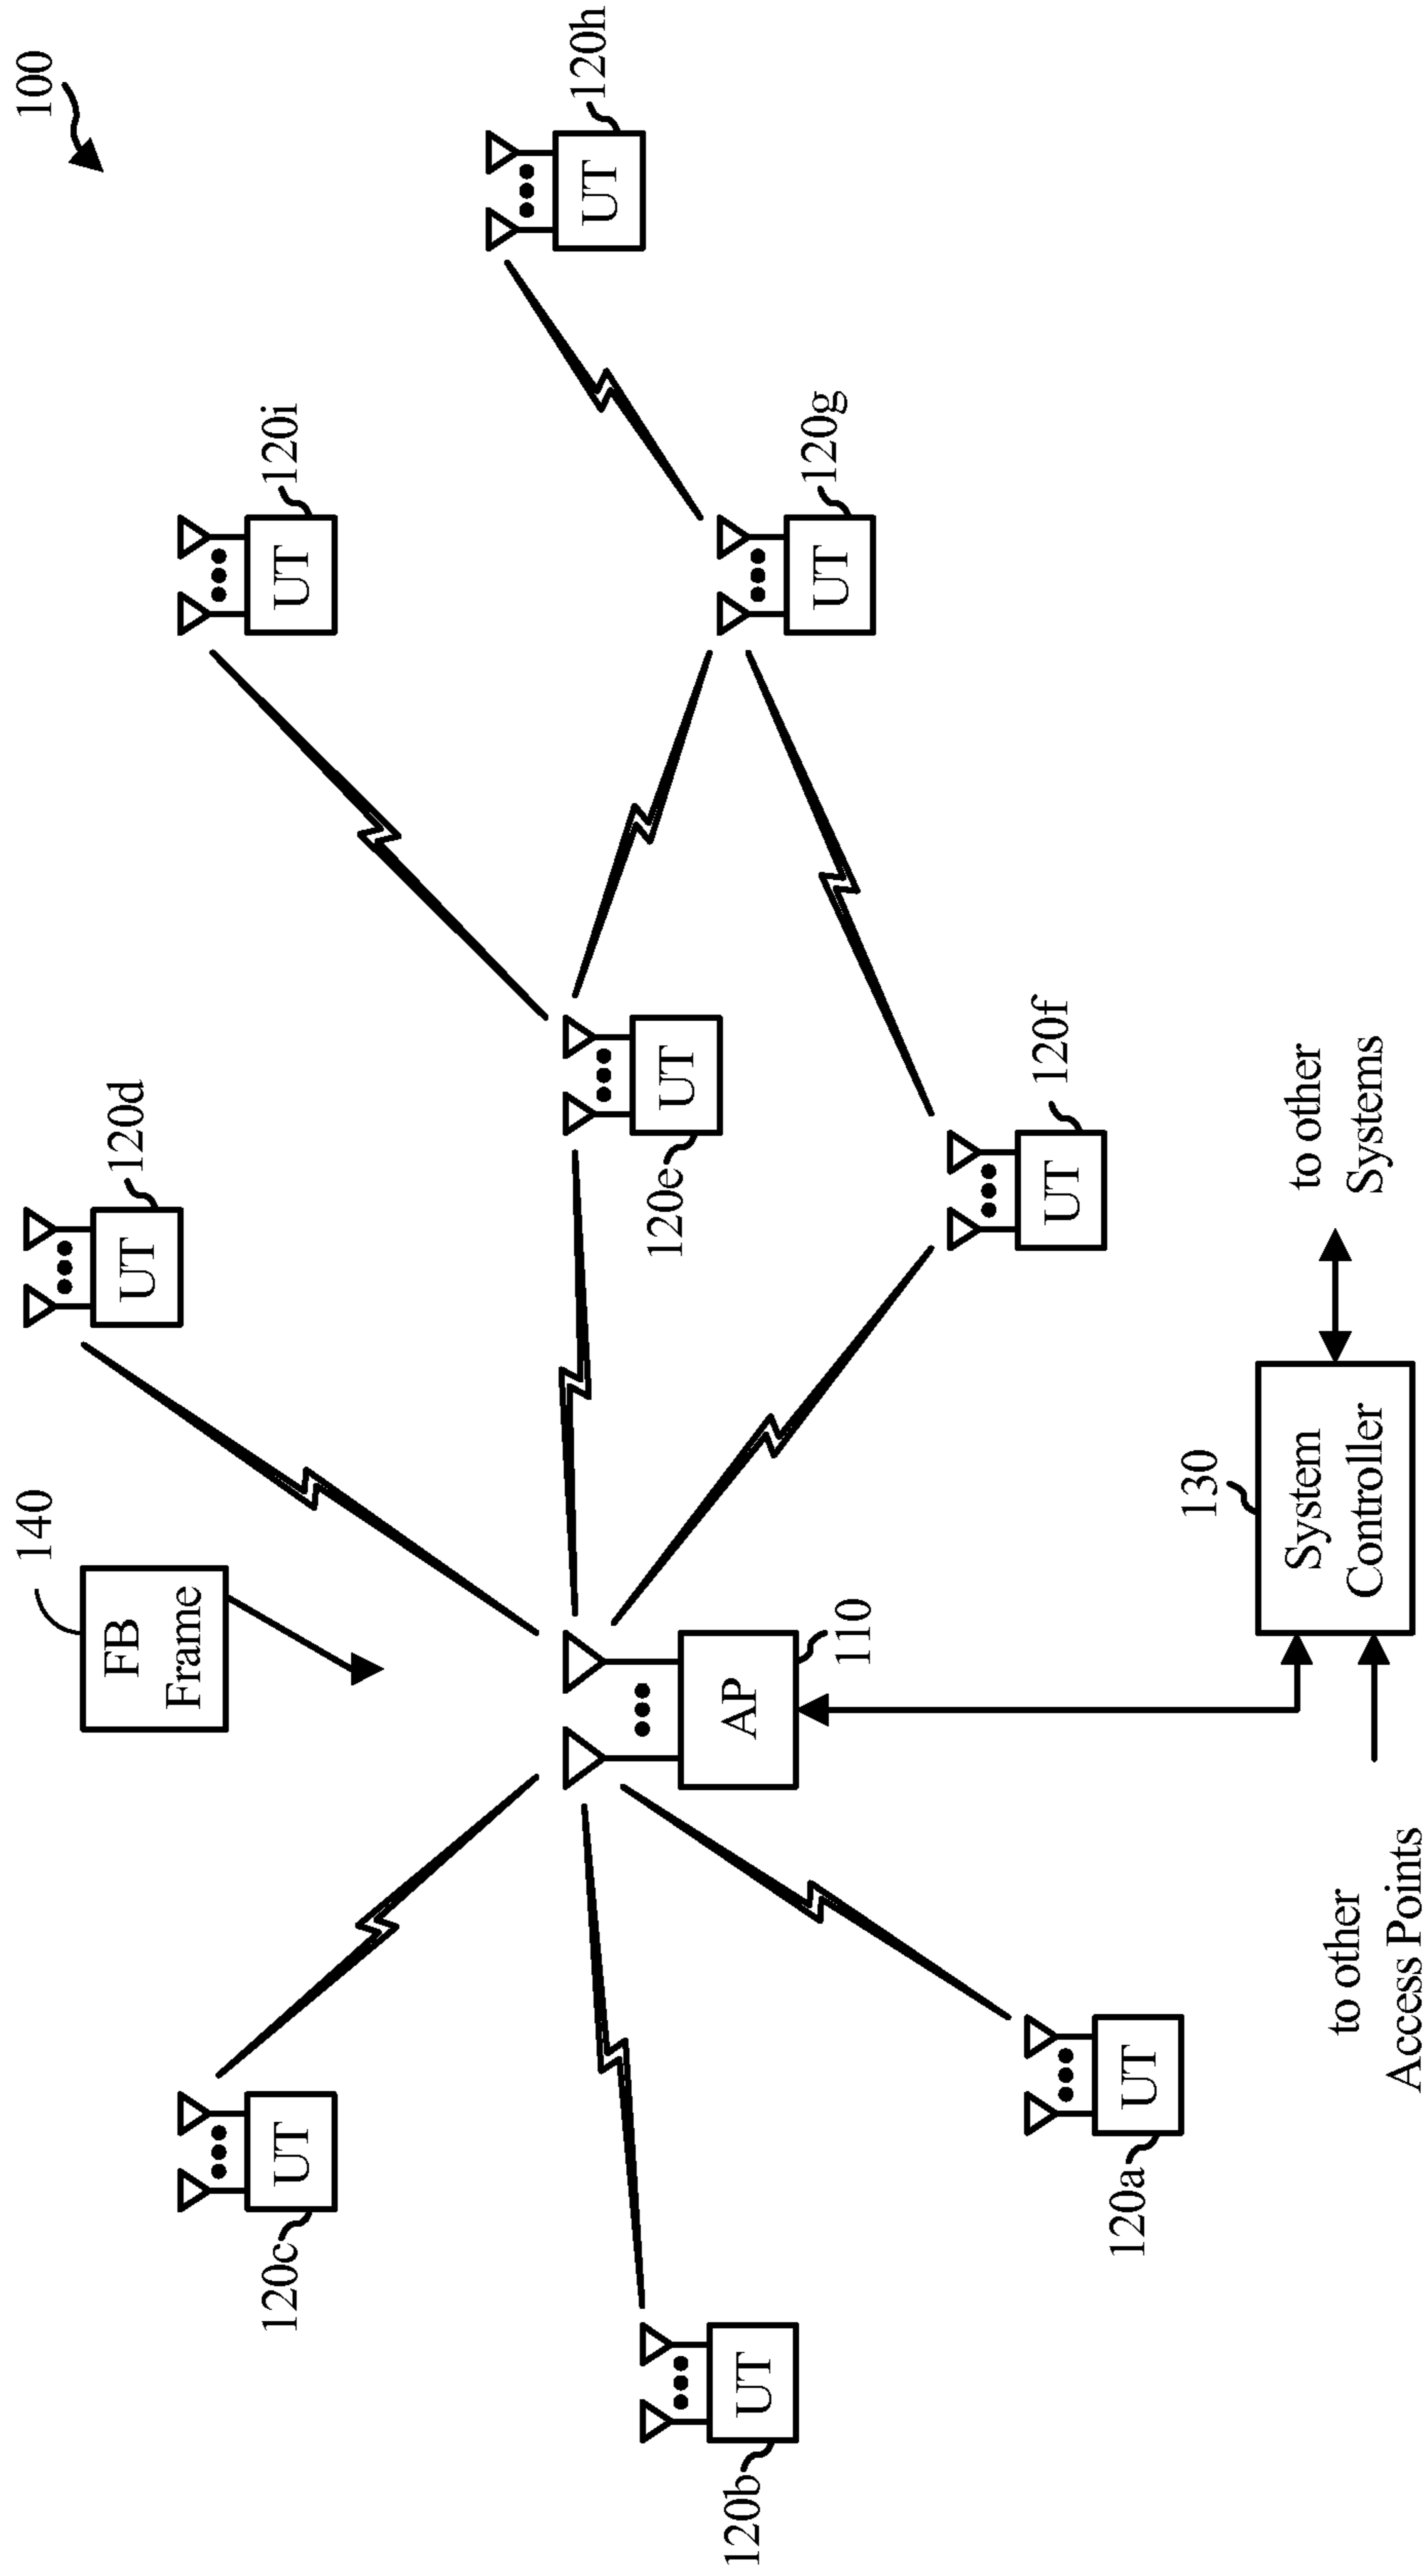 100
140
FB
Frame
UT
120d
UT
120c
UT
120i
UT
120h
UT
120e
UT
120b
AP
110
UT
120g
UT
120f
UT
120a
130
System
Controller
to other
Systems
to other
Access Points